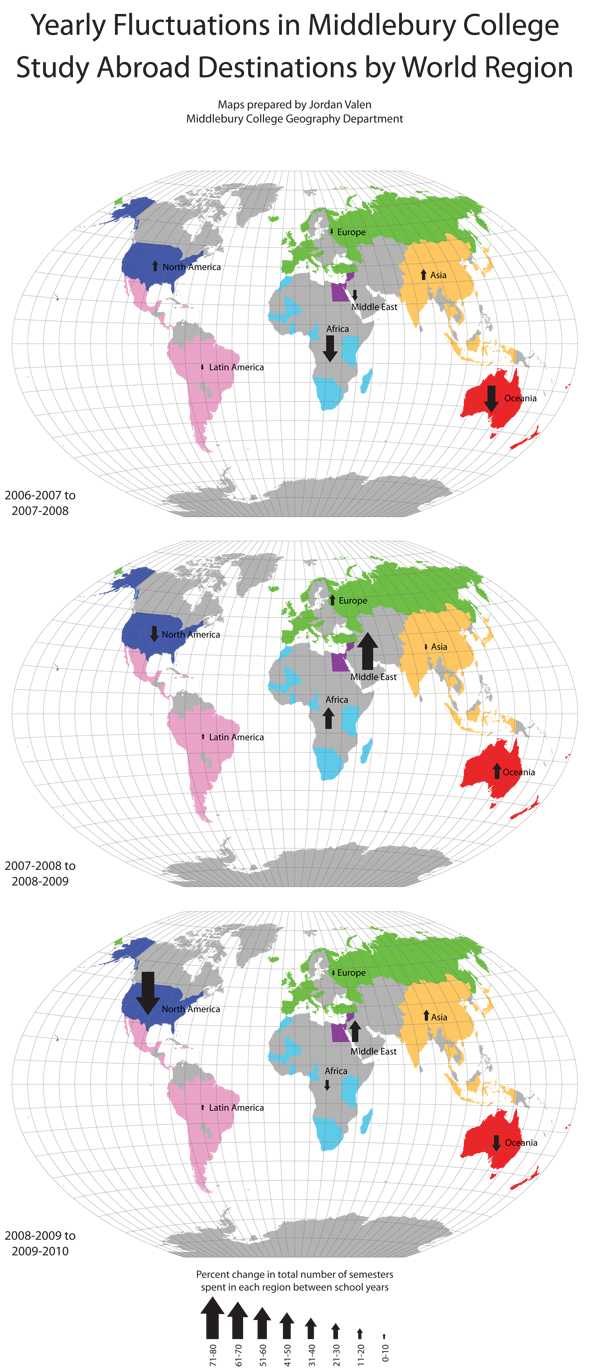 Yearly Fluctuations in Middlebury College
Study Abroad Destinations by World Region
Maps prepared by Jordan Valen
Middlebury College Geography Department
Europe
North America
Asia
Middle East
Africa
Latin America
Oceania
2006-2007 to
2007-2008
Europe
North America
Asia
Middle East
Africa
Latin America
Oceania
2007-2008 to
2008-2009
Europe
North America
Asia
Middle East
Africa
Latin America
Oceania
2008-2009 to
2009-2010
Percent change in total number of semesters
spent in each region between school years
71-80
61-70
51-60
41-50
31-40
21-30
11-20
0-10